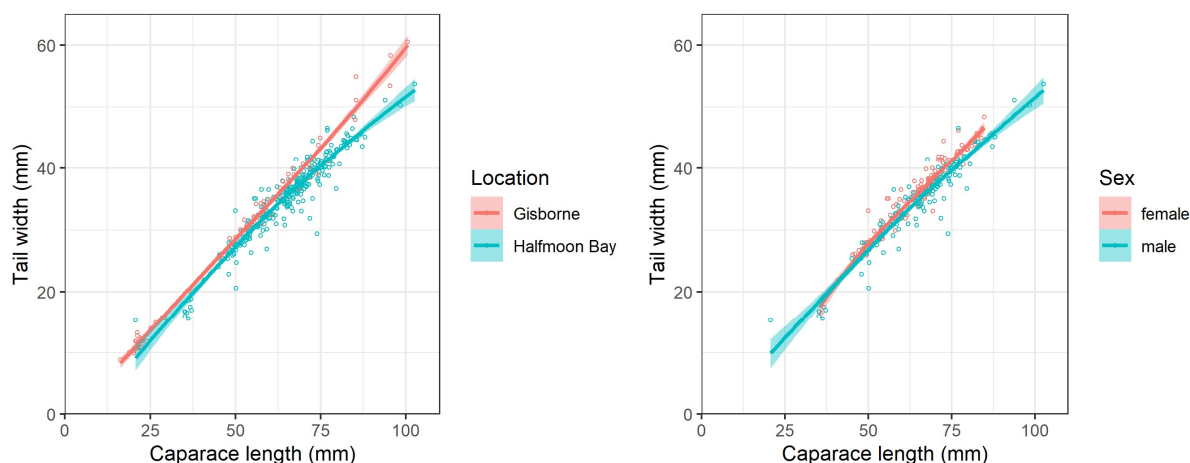 60
40
20
0
Tail width (mm)
0
25
50
75
100
Caparace length (mm)
Location
Gisborne
Halfmoon Bay
60
40
20
0
Tail width (mm)
0
25
50
75
100
Caparace length (mm)
Sex
female
male